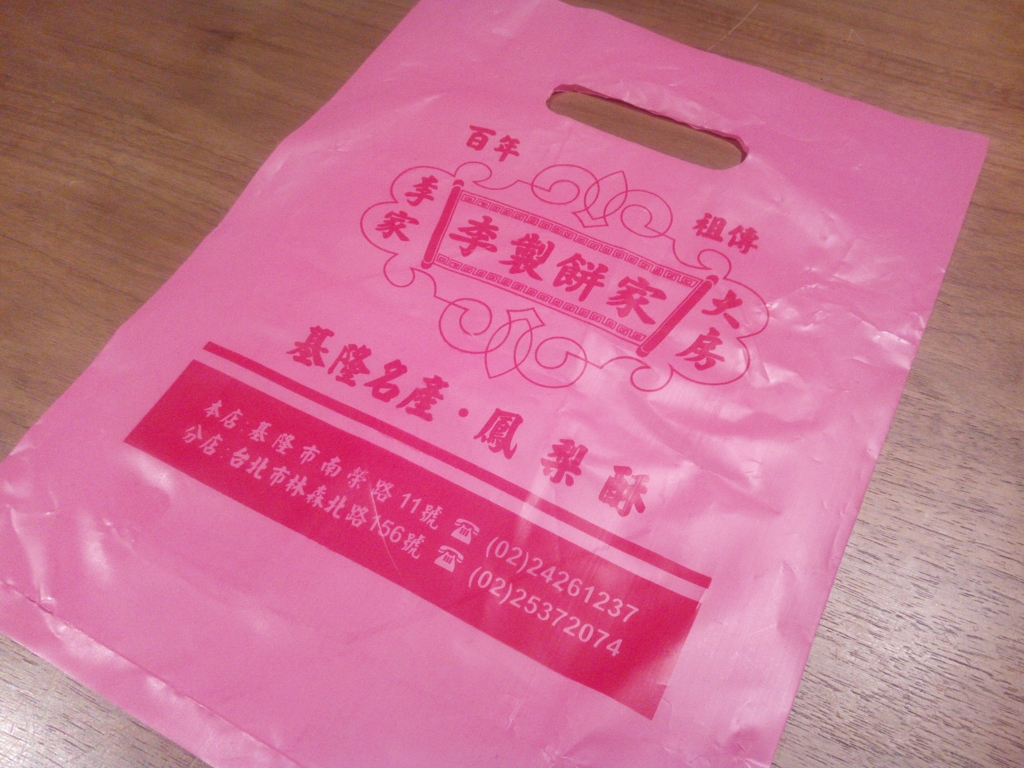 百年
李家
李製餅家
祖傳
大房
基隆名產・鳳梨酥
本店:基隆市南榮路11號 ☎ (02)24261237
分店:台北市林森北路156號 ☎ (02)25372074